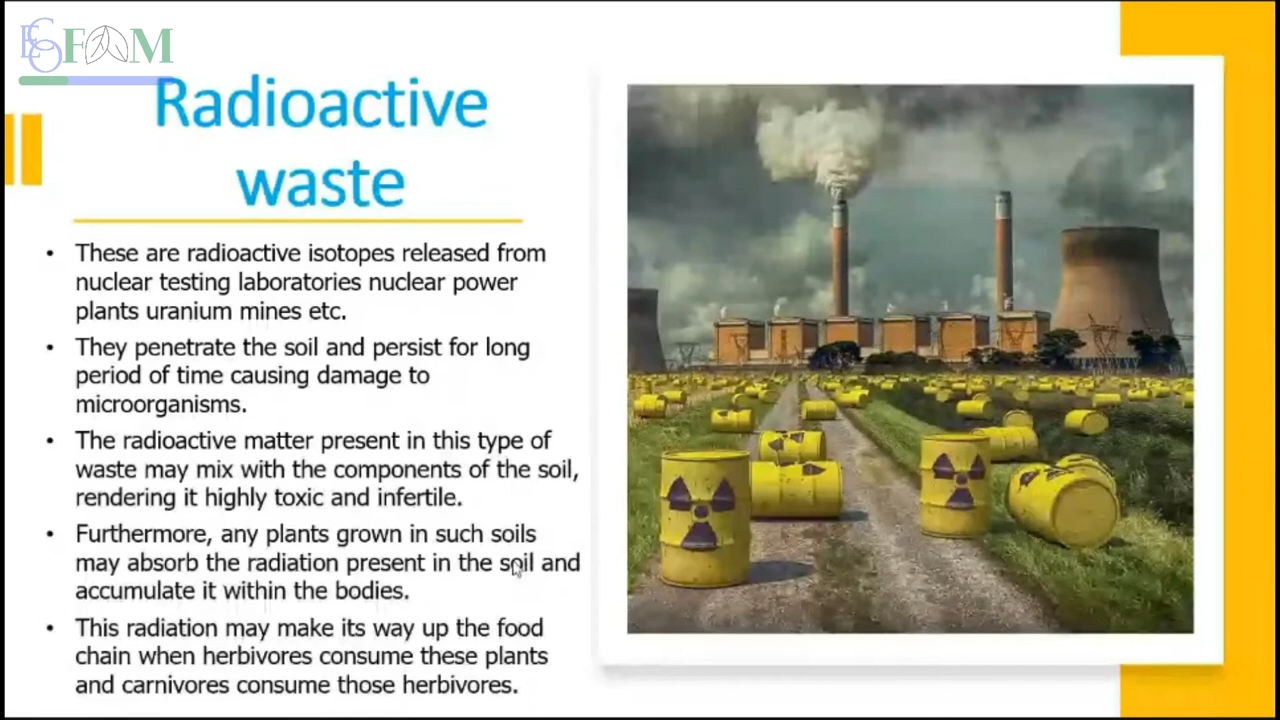 ECOFAM
Radioactive
waste
• These are radioactive isotopes released from
nuclear testing laboratories nuclear power
plants uranium mines etc.
• They penetrate the soil and persist for long
period of time causing damage to
microorganisms.
• The radioactive matter present in this type of
waste may mix with the components of the soil,
rendering it highly toxic and infertile.
• Furthermore, any plants grown in such soils
may absorb the radiation present in the soil and
accumulate it within the bodies.
• This radiation may make its way up the food
chain when herbivores consume these plants
and carnivores consume those herbivores.